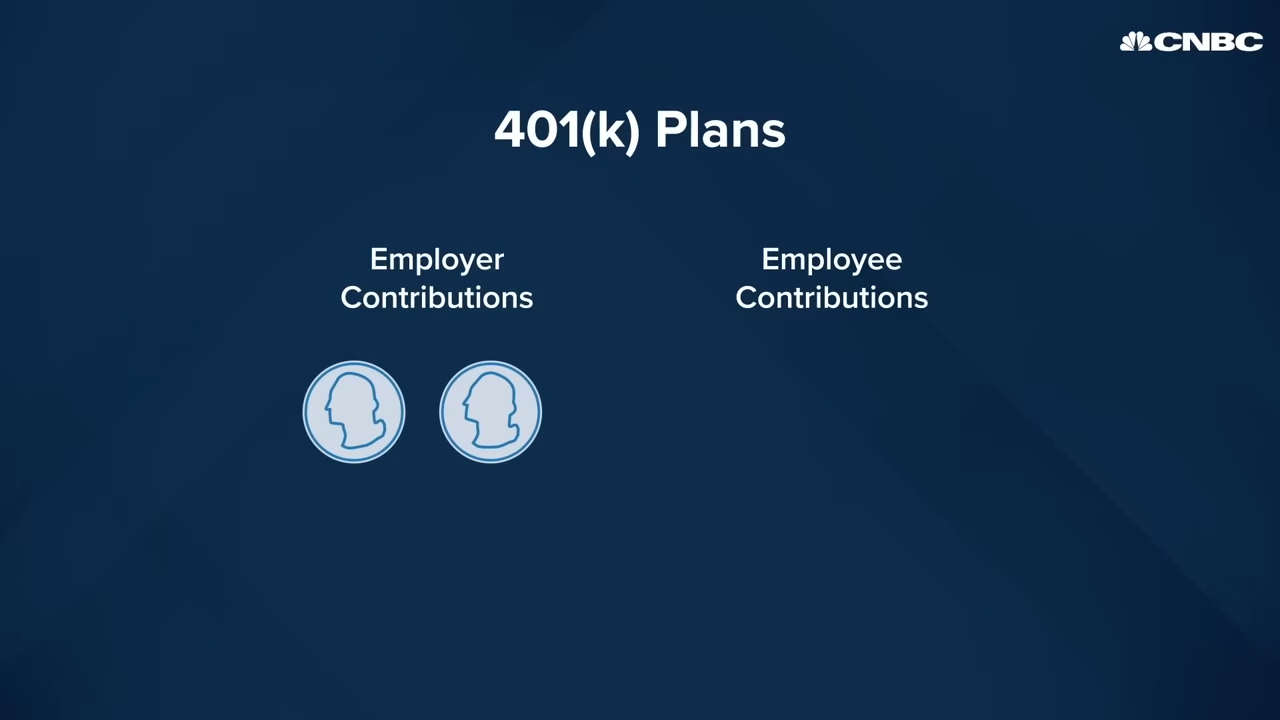 CNBC
401(k) Plans
Employer
Contributions
Employee
Contributions